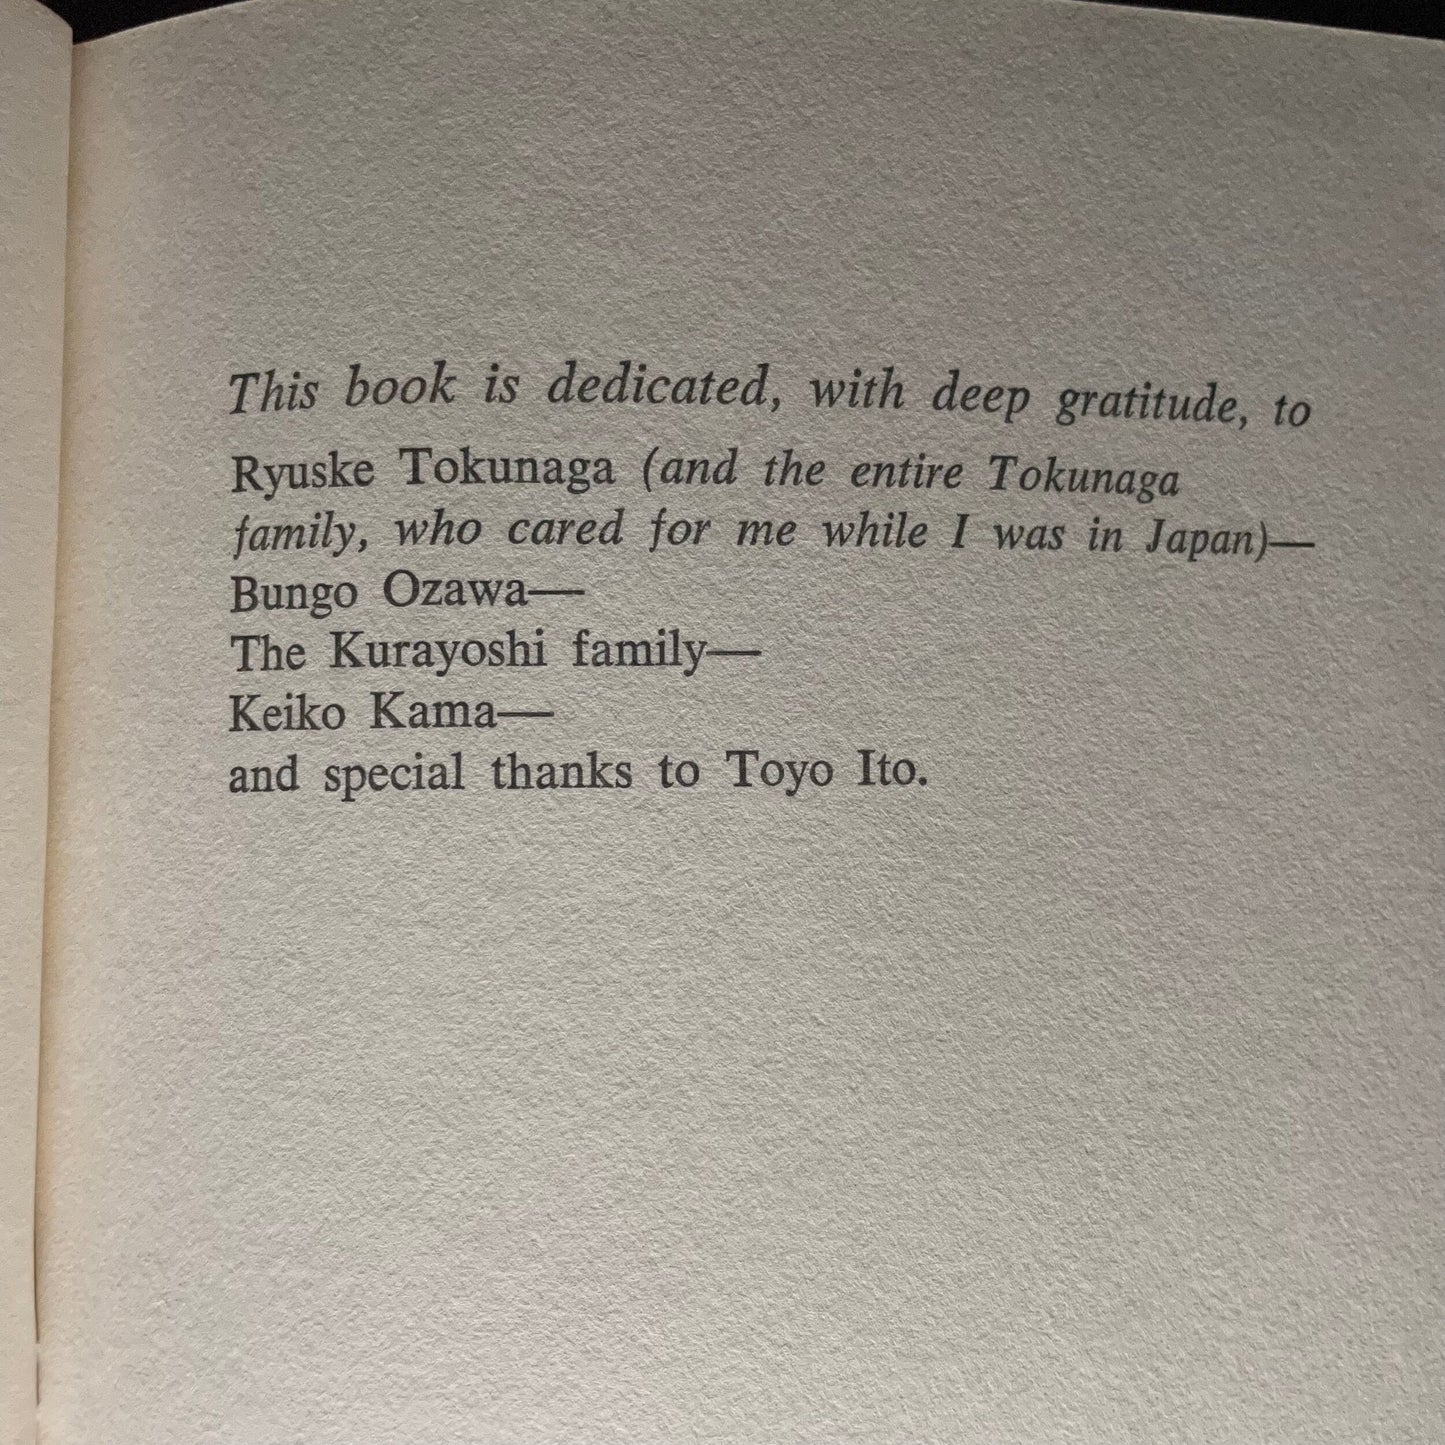 This book is dedicated, with deep gratitude, to
Ryuske Tokunaga (and the entire Tokunaga
family, who cared for me while I was in Japan)—
Bungo Ozawa—
The Kurayoshi family—
Keiko Kama—
and special thanks to Toyo Ito.